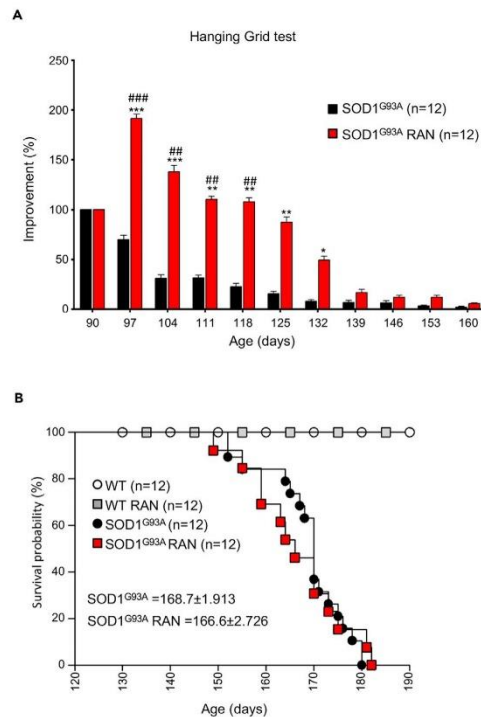 A
Hanging Grid test
SOD1G93A (n=12)
SOD1G93A RAN (n=12)
Improvement (%)
250
200
150
100
50
0
###
***
##
***
##
**
##
**
**
*
90 97 104 111 118 125 132 139 146 153 160
Age (days)
B
Survival probability (%)
100
80
60
40
20
0
WT (n=12)
WT RAN (n=12)
SOD1G93A (n=12)
SOD1G93A RAN (n=12)
SOD1G93A =168.7±1.913
SOD1G93A RAN =166.6±2.726
120 130 140 150 160 170 180 190
Age (days)